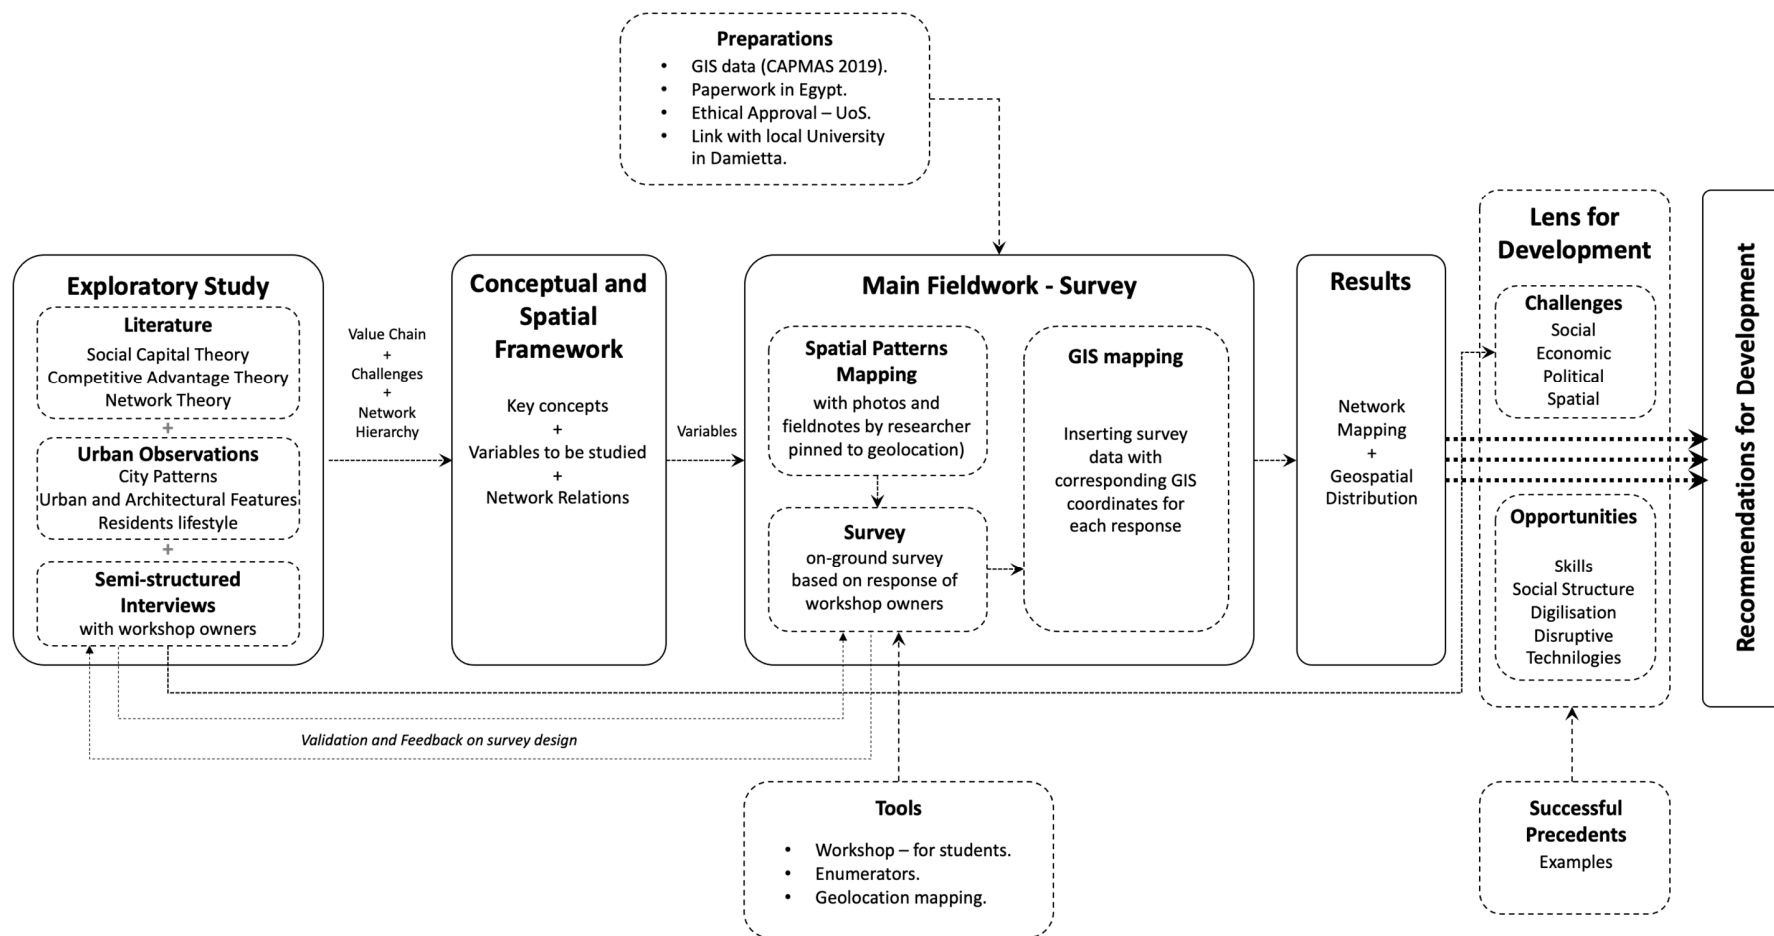 Preparations
• GIS data (CAPMAS 2019).
• Paperwork in Egypt.
• Ethical Approval – UoS.
• Link with local University
in Damietta.
Exploratory Study
Literature
Social Capital Theory
Competitive Advantage Theory
Network Theory
+
Urban Observations
City Patterns
Urban and Architectural Features
Residents lifestyle
+
Semi-structured
Interviews
with workshop owners
Value Chain
+
Challenges
+
Network
Hierarchy
Conceptual and
Spatial
Framework
Key concepts
+
Variables to be studied
+
Network Relations
Variables
Main Fieldwork - Survey
Spatial Patterns
Mapping
with photos and
fieldnotes by researcher
pinned to geolocation)
Survey
on-ground survey
based on response of
workshop owners
GIS mapping
Inserting survey
data with
corresponding GIS
coordinates for
each response
Results
Network
Mapping
+
Geospatial
Distribution
Lens for
Development
Challenges
Social
Economic
Political
Spatial
Opportunities
Skills
Social Structure
Digilisation
Disruptive
Technilogies
Recommendations for Development
Validation and Feedback on survey design
Tools
• Workshop – for students.
• Enumerators.
• Geolocation mapping.
Successful
Precedents
Examples